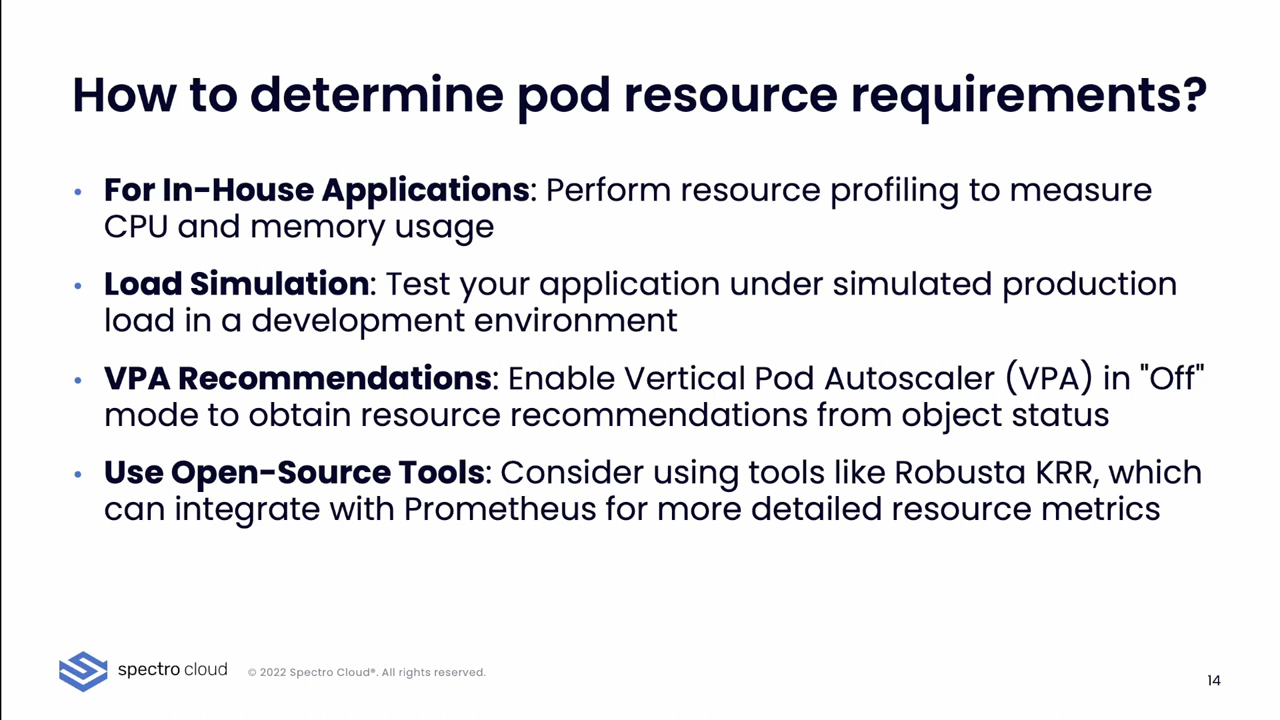 How to determine pod resource requirements?
• For In-House Applications: Perform resource profiling to measure
CPU and memory usage
• Load Simulation: Test your application under simulated production
load in a development environment
• VPA Recommendations: Enable Vertical Pod Autoscaler (VPA) in "Off"
mode to obtain resource recommendations from object status
• Use Open-Source Tools: Consider using tools like Robusta KRR, which
can integrate with Prometheus for more detailed resource metrics
spectro cloud © 2022 Spectro Cloud®. All rights reserved.
14